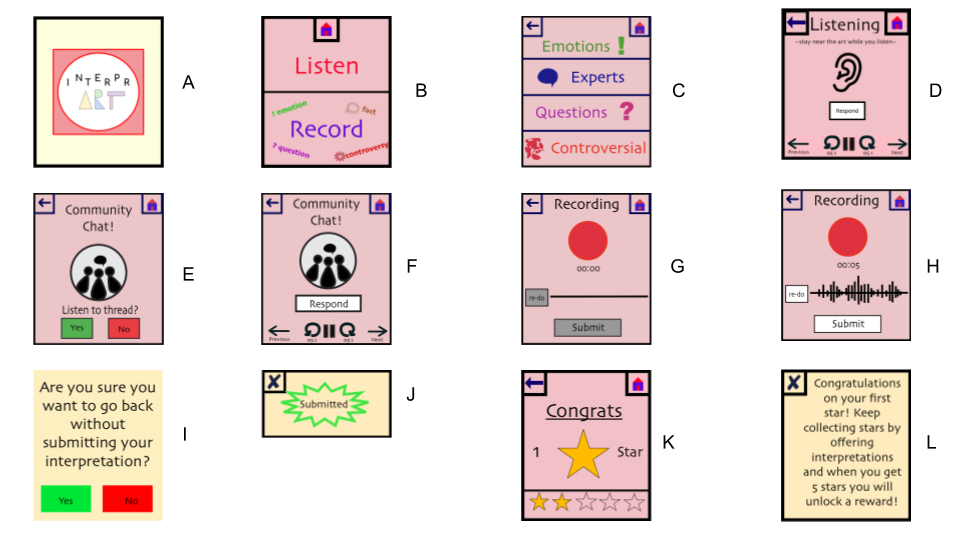 INTERPR
ART
A
Listen
! emotion
fact
Record
? question
controversy
B
Emotions !
Experts
Questions ?
Controversial
C
Listening
~stay near the art while you listen~
Respond
Previous
Next
D
Community
Chat!
Listen to thread?
Yes No
E
Community
Chat!
Respond
Previous
Next
F
Recording
00:00
re-do
Submit
G
Recording
00:05
re-do
Submit
H
Are you sure you
want to go back
without
submitting your
interpretation?
Yes No
I
Submitted
J
Congrats
1 Star
K
Congratulations
on your first
star! Keep
collecting stars by
offering
interpretations
and when you get
5 stars you will
unlock a reward!
L